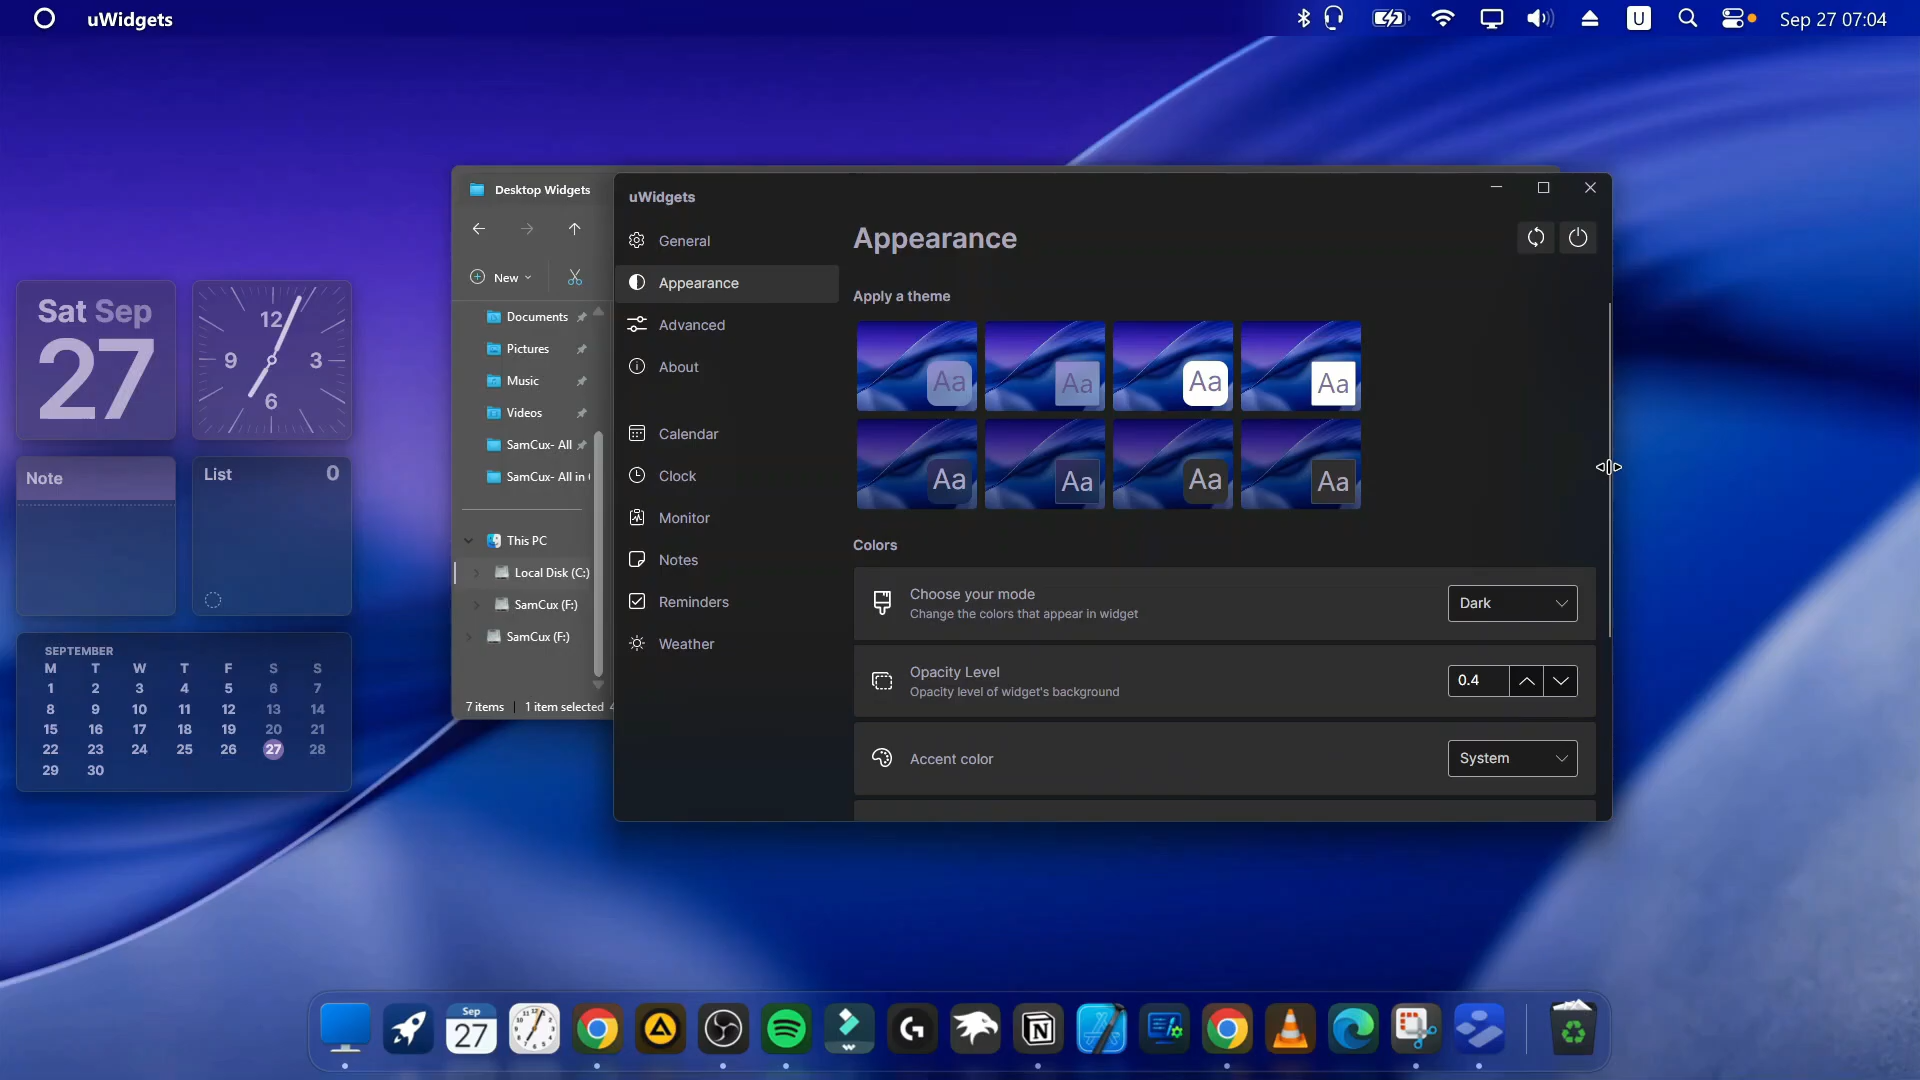 uWidgets
U
Sep 27 07:04
Sat Sep
27
12
9
3
6
Note
List 0
SEPTEMBER
M T W T F S S
1 2 3 4 5 6 7
8 9 10 11 12 13 14
15 16 17 18 19 20 21
22 23 24 25 26 27 28
29 30
Desktop Widgets
New
Documents
Pictures
Music
Videos
SamCux- All
SamCux- All in
This PC
Local Disk (C:)
SamCux (F:)
SamCux (F:)
7 items
1 item selected
uWidgets
General
Appearance
Advanced
About
Calendar
Clock
Monitor
Notes
Reminders
Weather
Appearance
Apply a theme
Aa Aa Aa Aa
Aa Aa Aa Aa
Colors
Choose your mode
Change the colors that appear in widget
Dark
Opacity Level
Opacity level of widget's background
0.4
Accent color
System
Sep
27